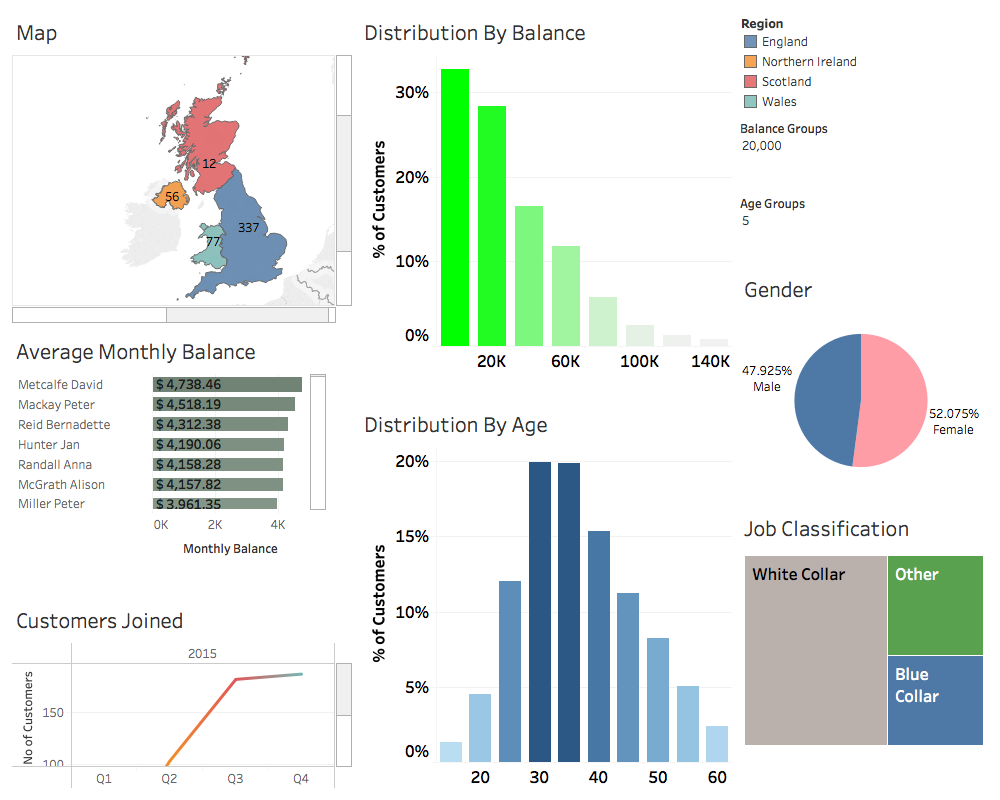 Map
12
56
337
77
Average Monthly Balance
Metcalfe David $ 4,738.46
Mackay Peter $ 4,518.19
Reid Bernadette $ 4,312.38
Hunter Jan $ 4,190.06
Randall Anna $ 4,158.28
McGrath Alison $ 4,157.82
Miller Peter $ 3,961.35
0K 2K 4K
Monthly Balance
Customers Joined
2015
No of Customers
150
100
Q1 Q2 Q3 Q4
Distribution By Balance
% of Customers
30%
20%
10%
0%
20K 60K 100K 140K
Distribution By Age
% of Customers
20%
15%
10%
5%
0%
20 30 40 50 60
Region
England
Northern Ireland
Scotland
Wales
Balance Groups
20,000
Age Groups
5
Gender
47.925%
Male
52.075%
Female
Job Classification
White Collar
Other
Blue
Collar